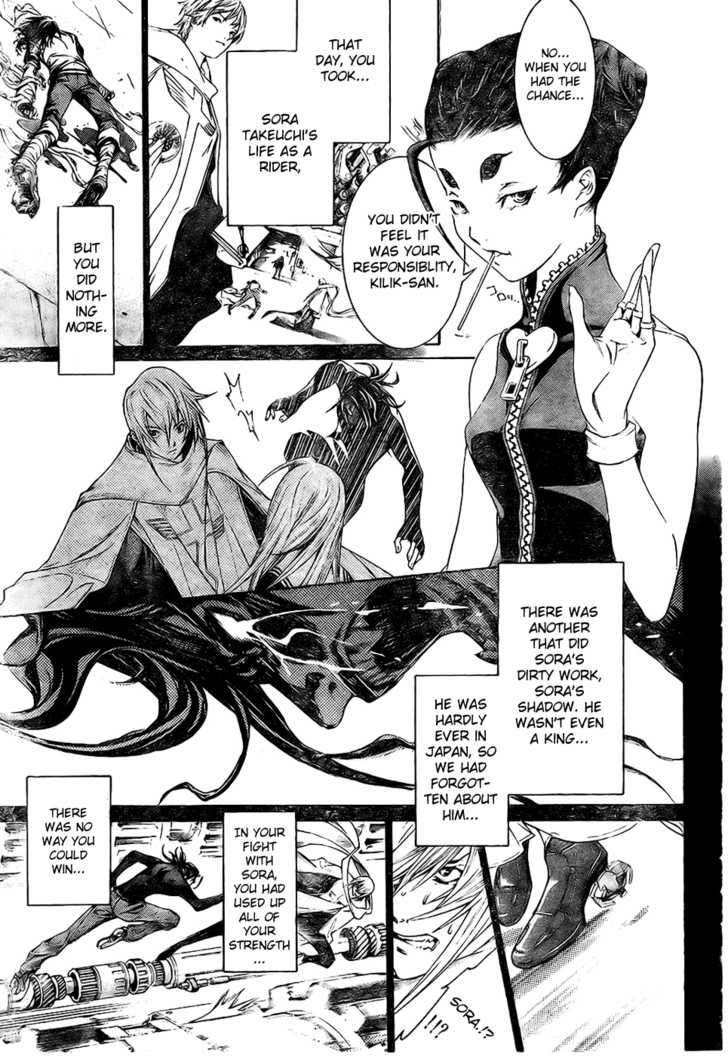 NO...
WHEN YOU
HAD THE
CHANCE...
YOU DIDN'T
FEEL IT
WAS YOUR
RESPONSIBLITY,
KILIK-SAN.
THAT
DAY, YOU
TOOK...
SORA
TAKEUCHI'S
LIFE AS A
RIDER,
BUT
YOU DID
NOTH-
ING
MORE.
THERE WAS
ANOTHER
THAT DID
SORA'S
DIRTY WORK,
SORA'S
SHADOW. HE
WASN'T EVEN
A KING...
HE WAS
HARDLY
EVER IN
JAPAN, SO
WE HAD
FORGOT-
TEN ABOUT
HIM...
SORA!?
!!!?
IN YOUR
FIGHT
WITH
SORA,
YOU HAD
USED UP
ALL OF
YOUR
STRENGTH
...
THERE
WAS NO
WAY YOU
COULD
WIN...